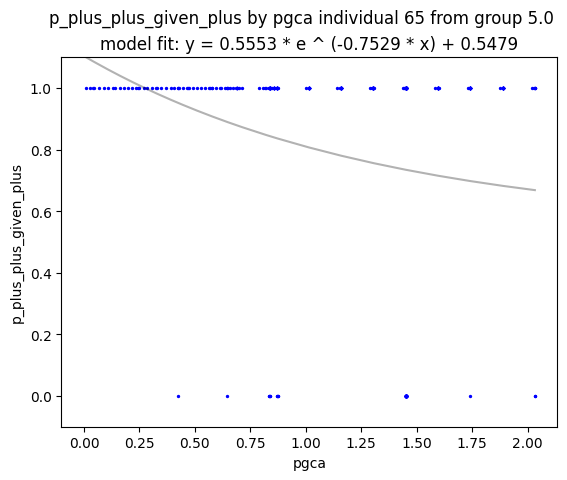 p_plus_plus_given_plus by pgca individual 65 from group 5.0
model fit: y = 0.5553 * e ^ (-0.7529 * x) + 0.5479
p_plus_plus_given_plus
1.0
0.8
0.6
0.4
0.2
0.0
0.00 0.25 0.50 0.75 1.00 1.25 1.50 1.75 2.00
pgca